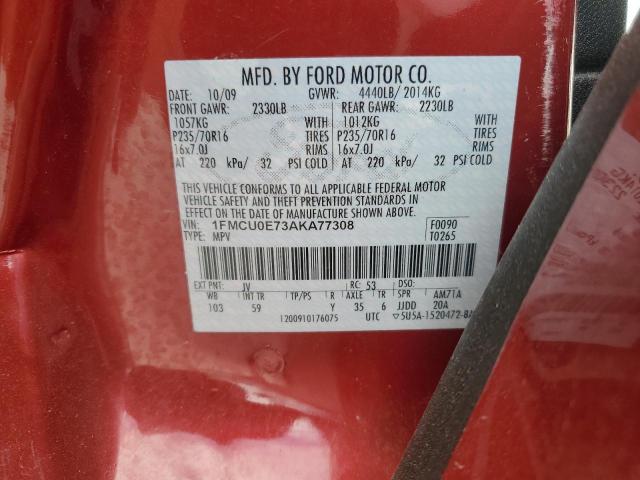 MFD. BY FORD MOTOR CO.
DATE: 10/09 GVWR: 4440LB/ 2014KG
FRONT GAWR: 2330LB REAR GAWR: 2230LB
1057KG WITH 1012KG WITH
P235/70R16 TIRES P235/70R16 TIRES
16x7.0J RIMS 16x7.0J RIMS
AT 220 kPa/ 32 PSI COLD AT 220 kPa/ 32 PSI COLD
THIS VEHICLE CONFORMS TO ALL APPLICABLE FEDERAL MOTOR
VEHICLE SAFETY AND THEFT PREVENTION STANDARDS IN
EFFECT ON THE DATE OF MANUFACTURE SHOWN ABOVE.
VIN: 1FMCU0E73AKA77308 F0090
TYPE: MPV T0265
EXT PNT: JV RC: 53 DSO:
WB INT TR TP/PS R AXLE TR SPR AM71A
103 59 Y 35 6 JJDD 20A
1200910176075 UTC ▽5U5A-1520472-BA